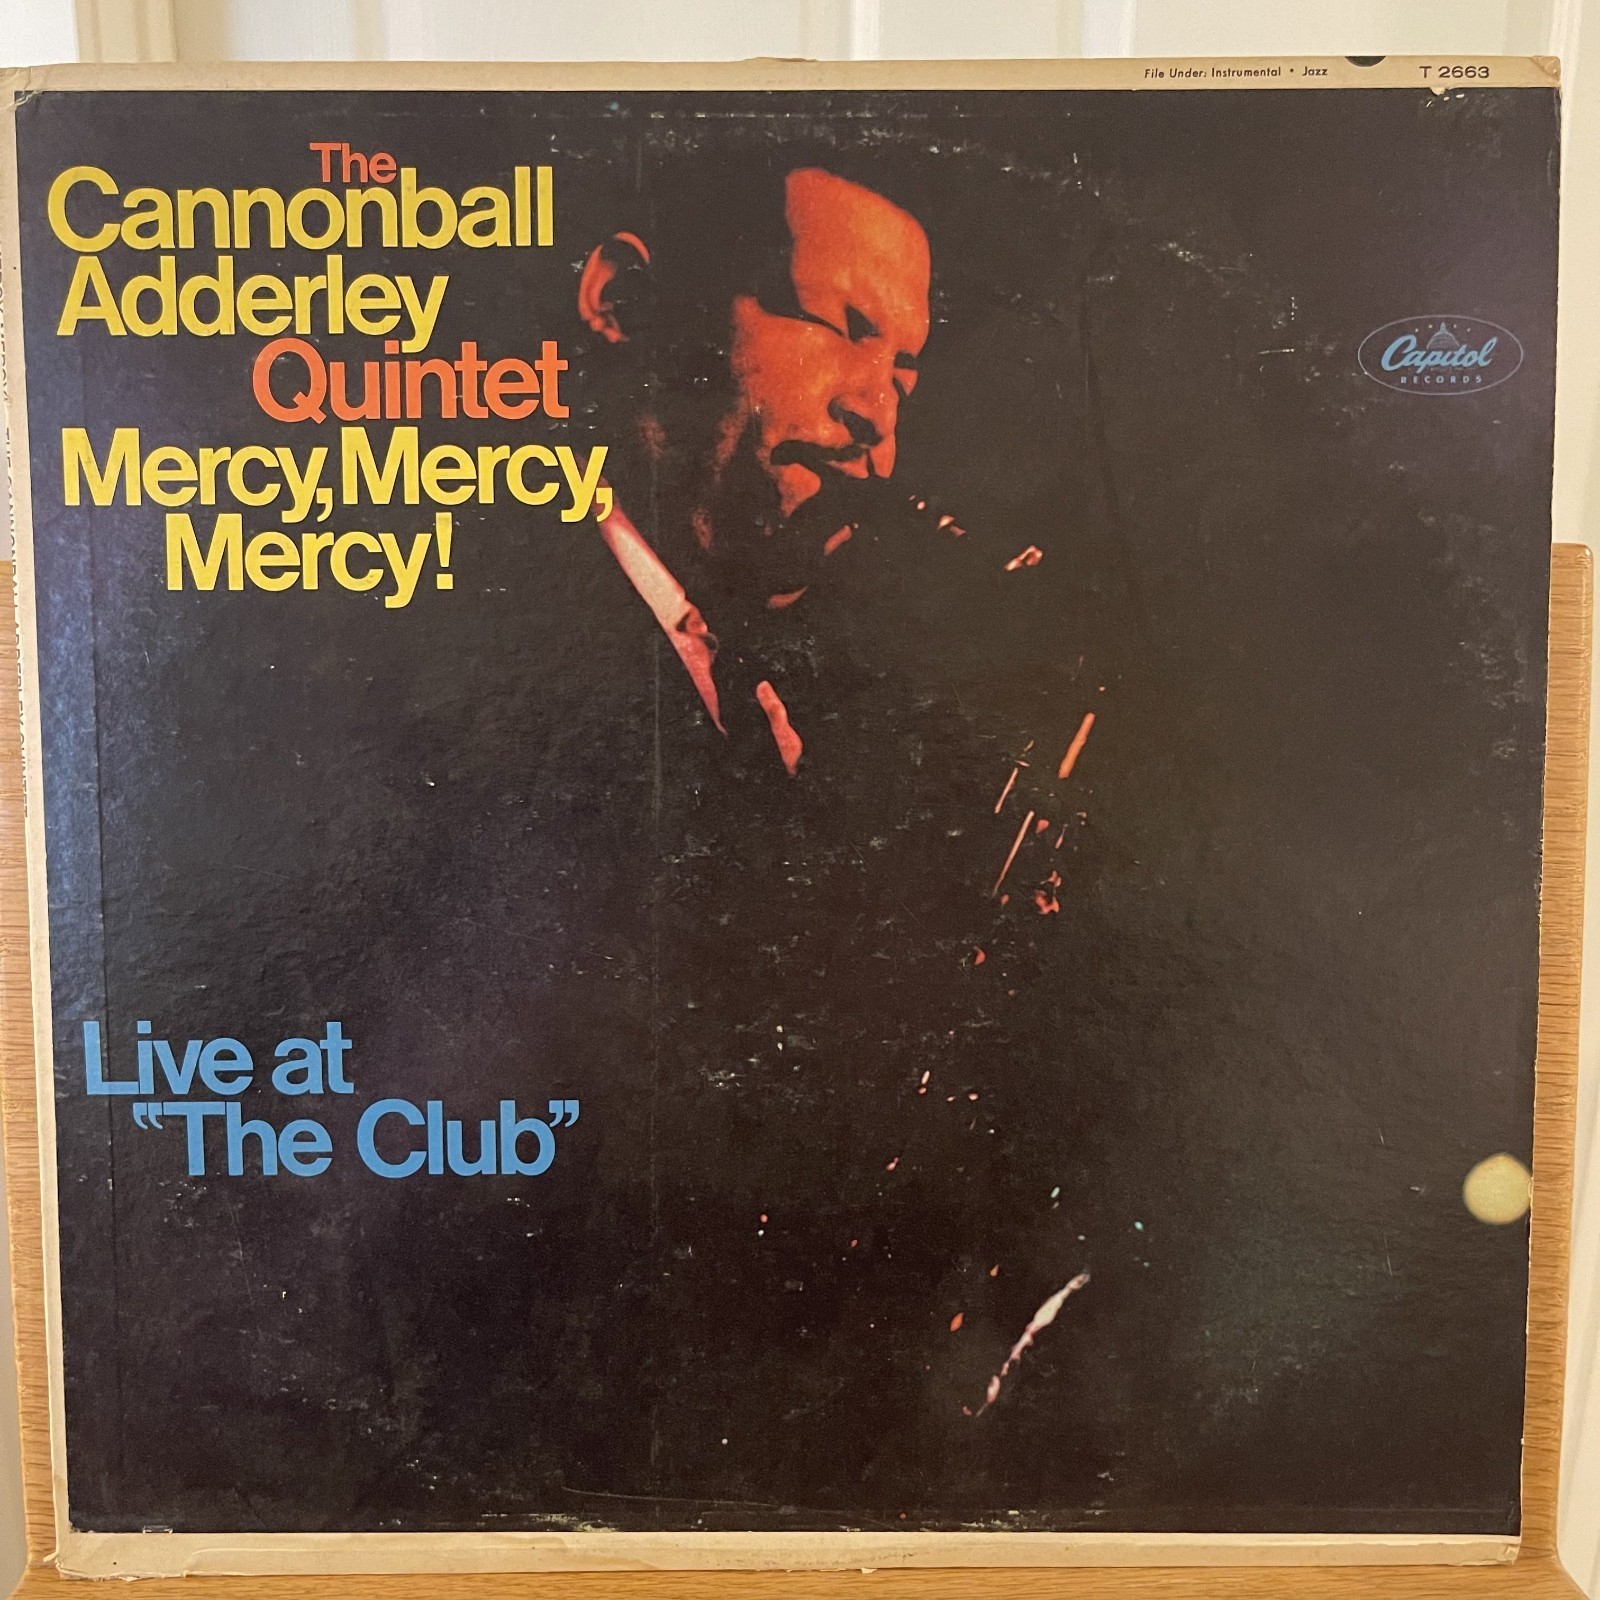 File Under: Instrumental • Jazz T 2663
The
Cannonball
Adderley
Quintet
Mercy, Mercy,
Mercy!
Capitol
RECORDS
Live at
“The Club”